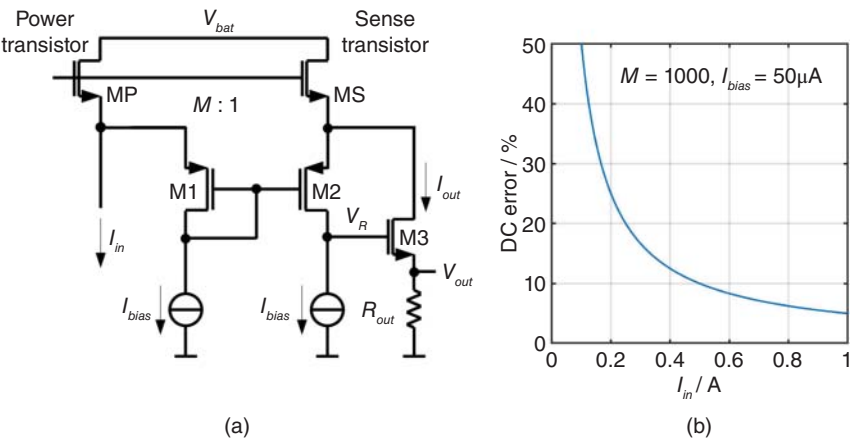 Power
transistor
V_bat
Sense
transistor
MP
MS
M : 1
M1
M2
I_out
V_R
M3
I_in
V_out
I_bias
I_bias
R_out
(a)
50
40
30
20
10
0
DC error / %
M = 1000, I_bias = 50µA
0
0.2
0.4
0.6
0.8
1
I_in / A
(b)